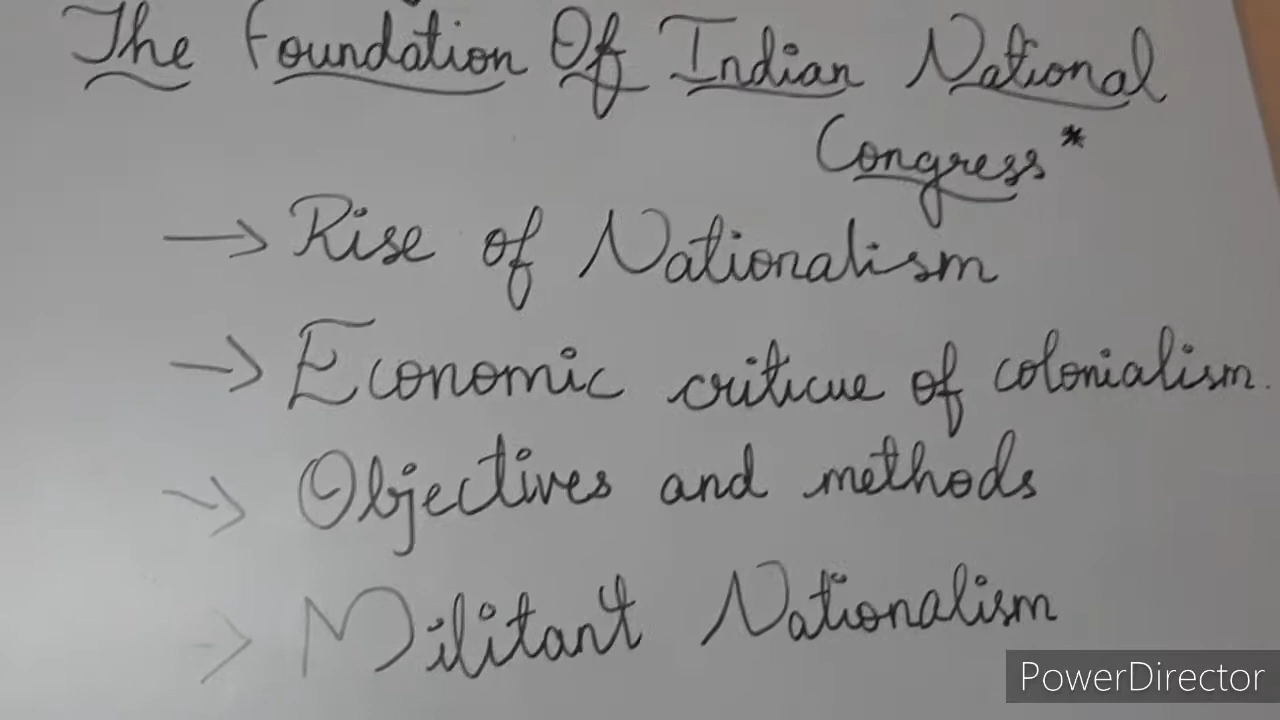 The Foundation Of Indian National
Congress*
→ Rise of Nationalism
→ Economic criticue of colonialism.
→ Objectives and methods
→ Militant Nationalism
PowerDirector